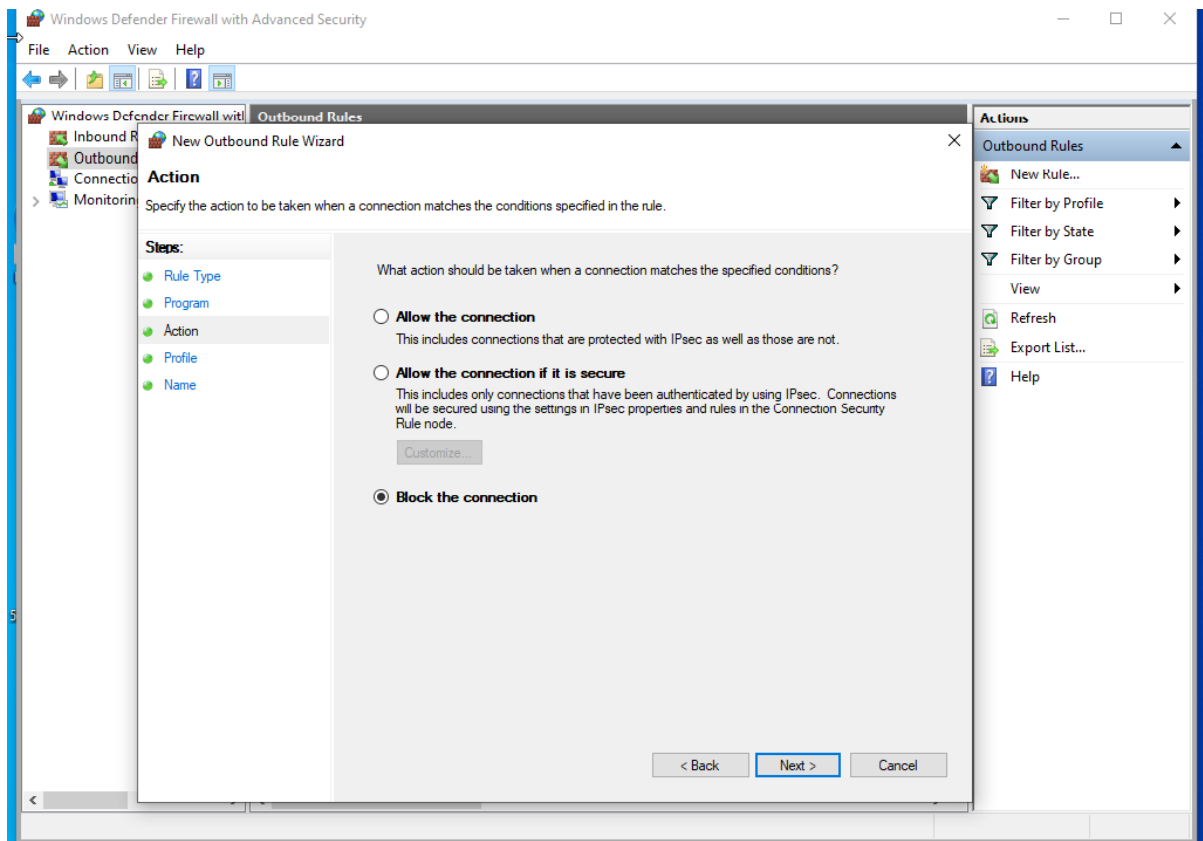 Windows Defender Firewall with Advanced Security
File Action View Help
Windows Defender Firewall witl
Inbound R
Outbound
Connectio
Monitorin
Outbound Rules
New Outbound Rule Wizard
Action
Specify the action to be taken when a connection matches the conditions specified in the rule.
Steps:
Rule Type
Program
Action
Profile
Name
What action should be taken when a connection matches the specified conditions?
Allow the connection
This includes connections that are protected with IPsec as well as those are not.
Allow the connection if it is secure
This includes only connections that have been authenticated by using IPsec. Connections
will be secured using the settings in IPsec properties and rules in the Connection Security
Rule node.
Customize...
Block the connection
< Back
Next >
Cancel
Actions
Outbound Rules
New Rule...
Filter by Profile
Filter by State
Filter by Group
View
Refresh
Export List...
Help
5